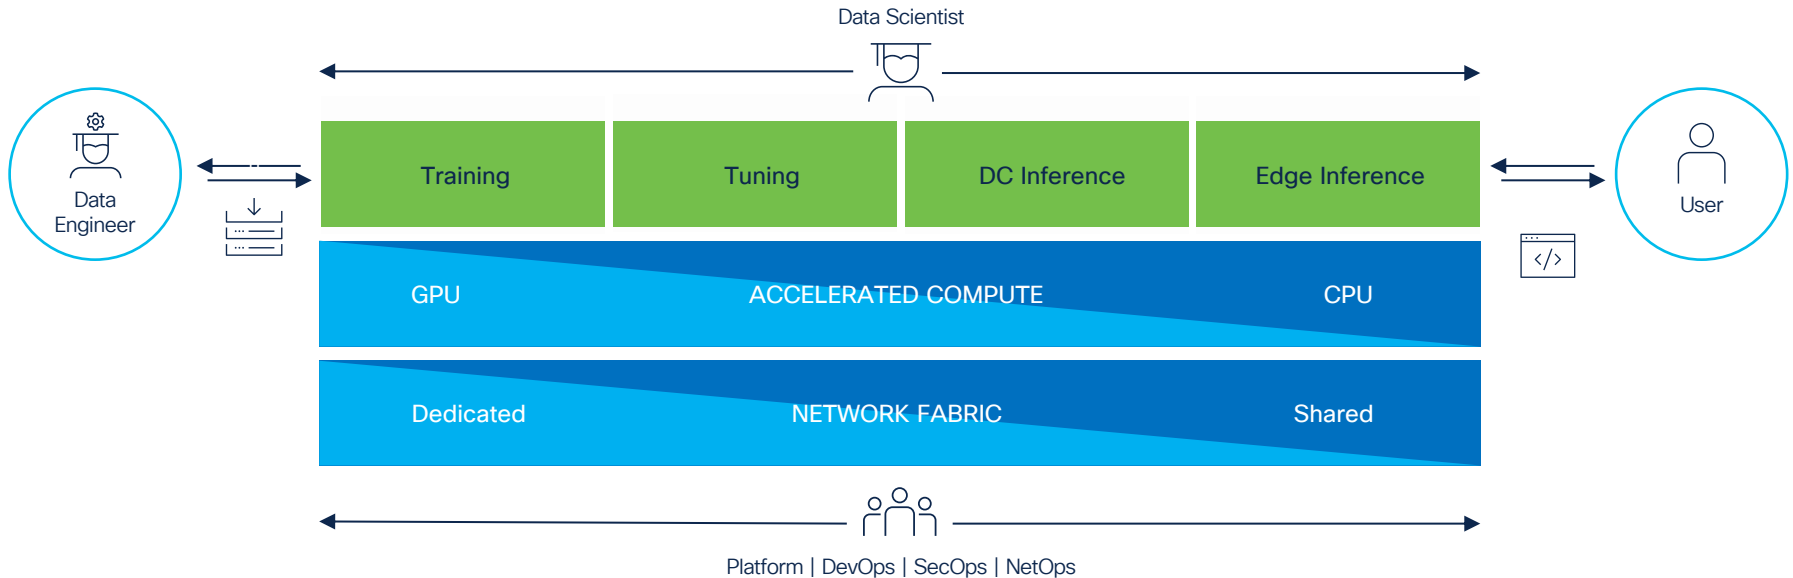 Data Scientist
Data
Engineer
Training
Tuning
DC Inference
Edge Inference
User
</>
GPU
ACCELERATED COMPUTE
CPU
Dedicated
NETWORK FABRIC
Shared
Platform | DevOps | SecOps | NetOps